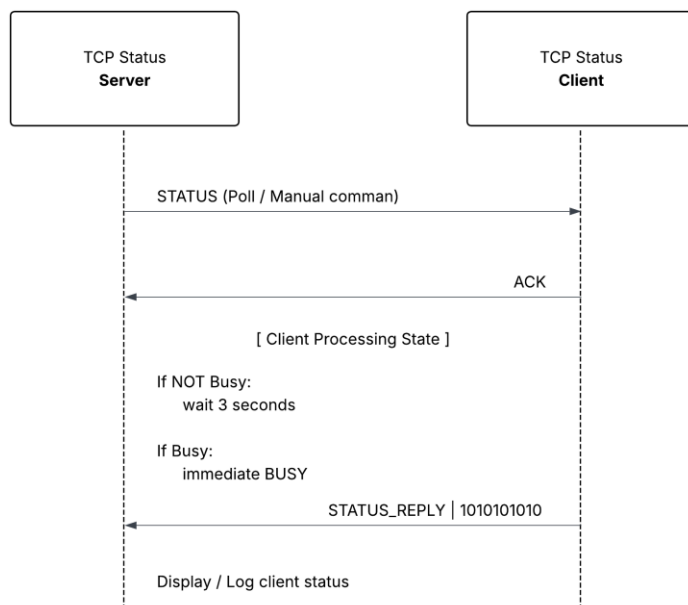 TCP Status
Server
TCP Status
Client
STATUS (Poll / Manual comman)
ACK
[ Client Processing State ]
If NOT Busy:
wait 3 seconds
If Busy:
immediate BUSY
STATUS_REPLY | 1010101010
Display / Log client status